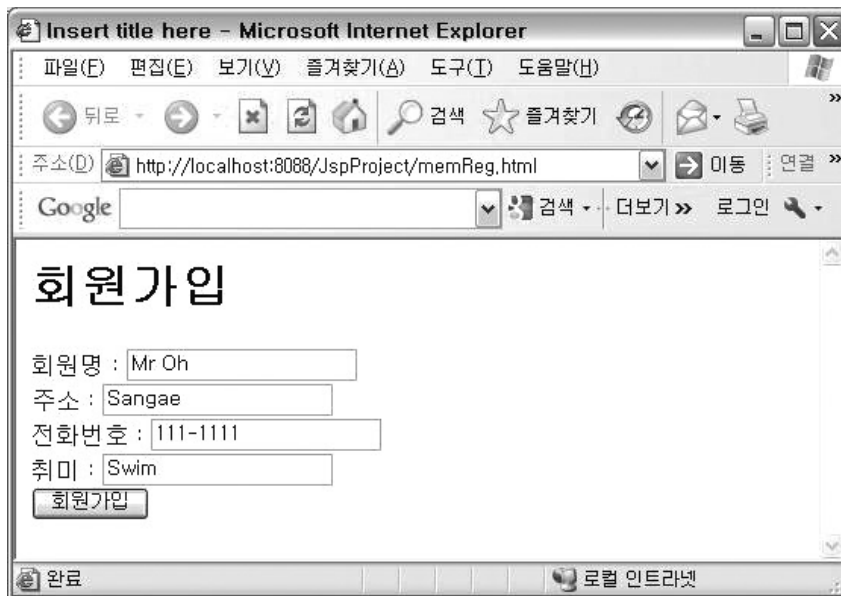 Insert title here - Microsoft Internet Explorer
파일(F) 편집(E) 보기(V) 즐겨찾기(A) 도구(T) 도움말(H)
뒤로 검색 즐겨찾기 »
주소(D) http://localhost:8088/JspProject/memReg.html 이동 연결 »
Google 검색 더보기 » 로그인
회원가입
회원명 : Mr Oh
주소 : Sangae
전화번호 : 111-1111
취미 : Swim
회원가입
완료 로컬 인트라넷